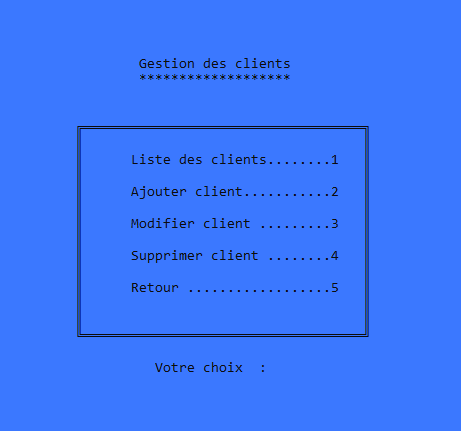 Gestion des clients
*******************
Liste des clients........1
Ajouter client...........2
Modifier client .........3
Supprimer client ........4
Retour ..................5
Votre choix  :